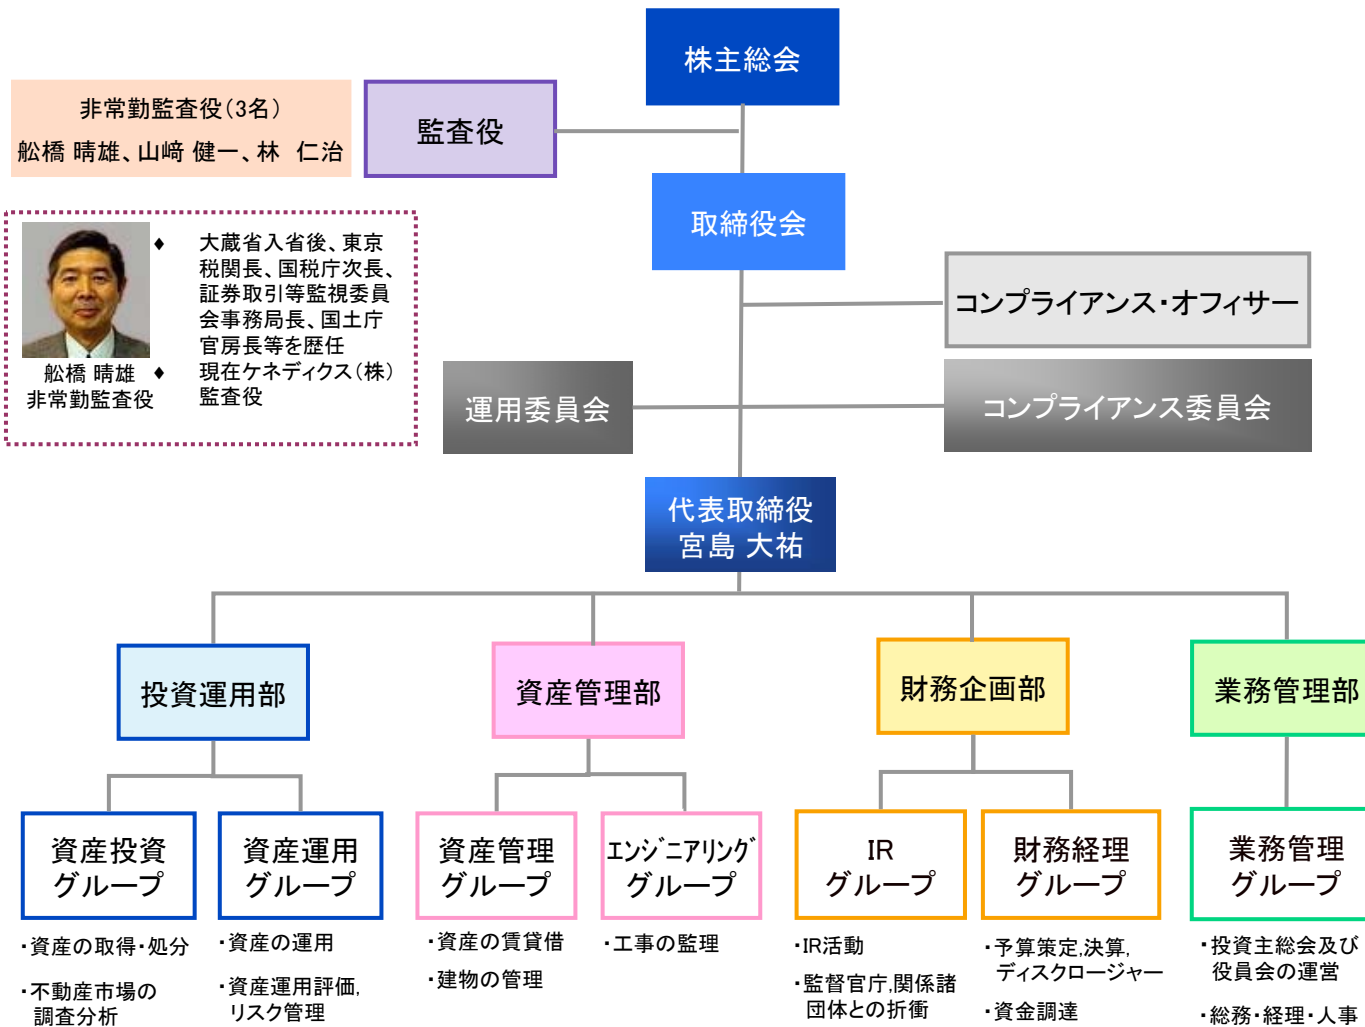 株主総会
非常勤監査役(3名)
舩橋 晴雄、山﨑 健一、林 仁治
監査役
取締役会
♦ 大蔵省入省後、東京
税関長、国税庁次長、
証券取引等監視委員
会事務局長、国土庁
官房長等を歴任
♦ 現在ケネディクス(株)
監査役
舩橋 晴雄
非常勤監査役
コンプライアンス・オフィサー
運用委員会
コンプライアンス委員会
代表取締役
宮島 大祐
投資運用部
資産管理部
財務企画部
業務管理部
資産投資
グループ
資産運用
グループ
資産管理
グループ
エンジニアリング
グループ
IR
グループ
財務経理
グループ
業務管理
グループ
・資産の取得・処分
・不動産市場の
調査分析
・資産の運用
・資産運用評価,
リスク管理
・資産の賃貸借
・建物の管理
・工事の監理
・IR活動
・監督官庁,関係諸
団体との折衝
・予算策定,決算,
ディスクロージャー
・資金調達
・投資主総会及び
役員会の運営
・総務・経理・人事